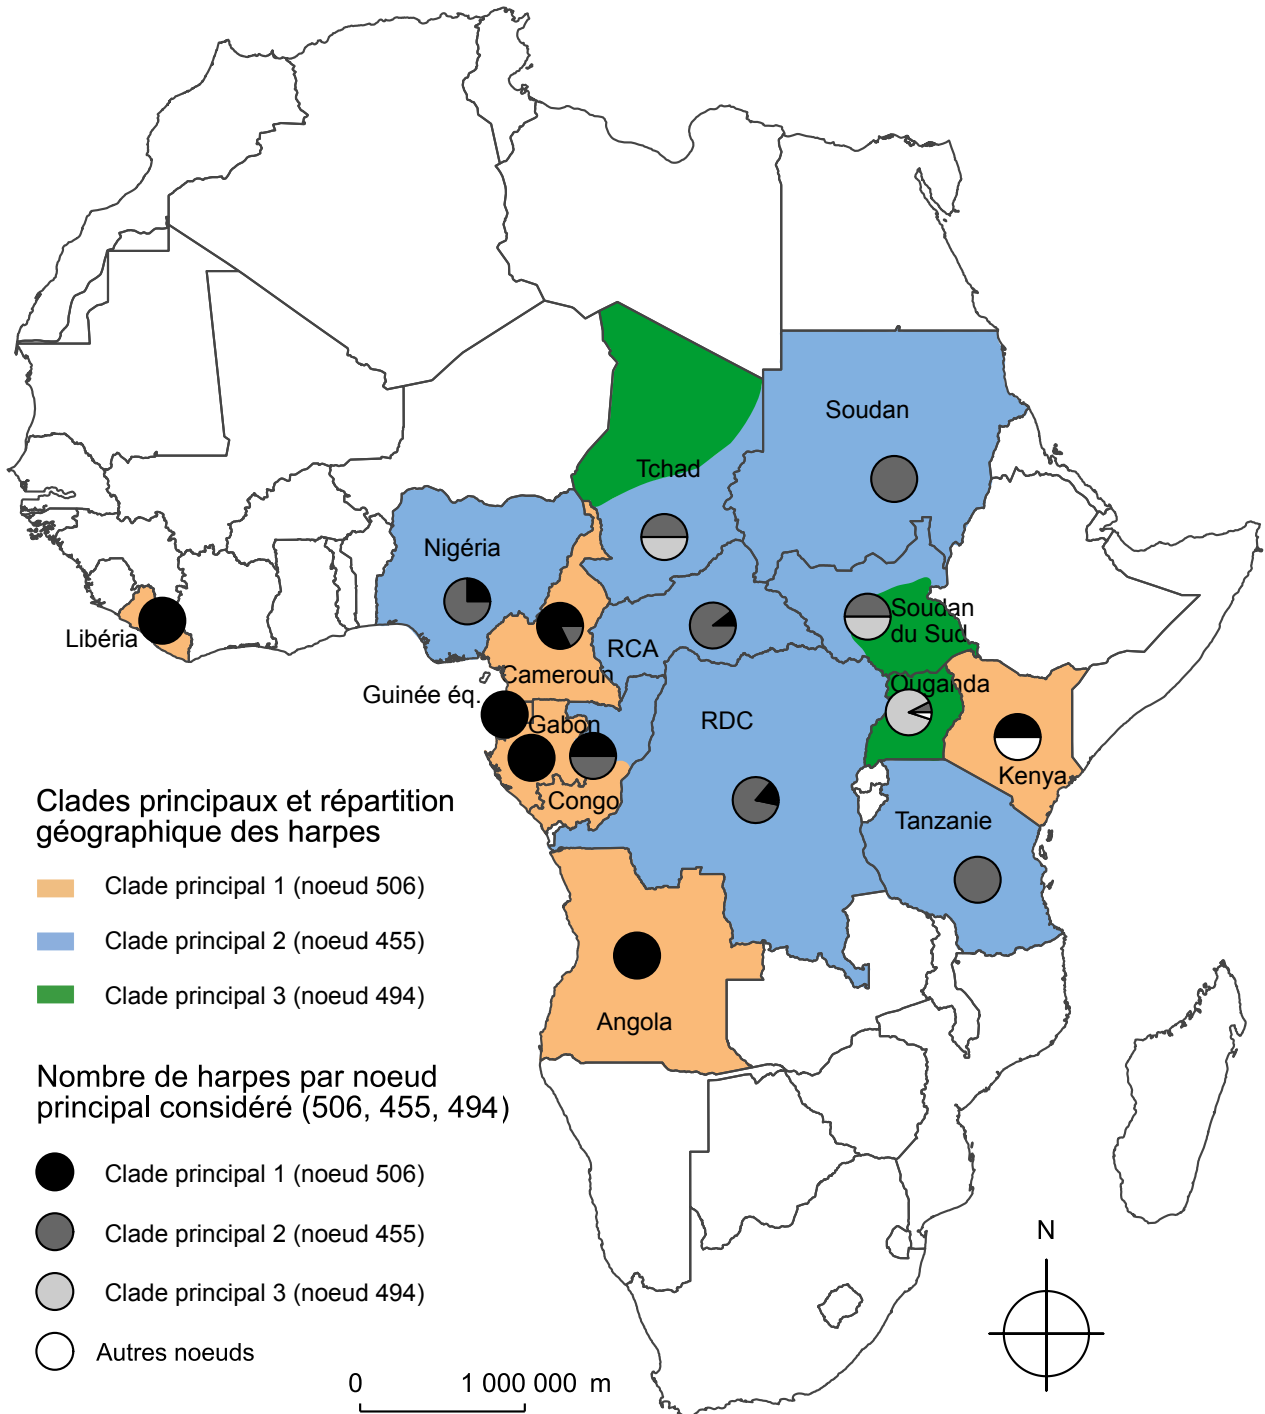 Soudan
Tchad
Nigéria
Soudan
du Sud
Libéria
RCA
Cameroun
Ouganda
Guinée éq.
Gabon
RDC
Kenya
Congo
Tanzanie
Angola
Clades principaux et répartition
géographique des harpes
Clade principal 1 (noeud 506)
Clade principal 2 (noeud 455)
Clade principal 3 (noeud 494)
Nombre de harpes par noeud
principal considéré (506, 455, 494)
Clade principal 1 (noeud 506)
Clade principal 2 (noeud 455)
Clade principal 3 (noeud 494)
Autres noeuds
0 1 000 000 m
N